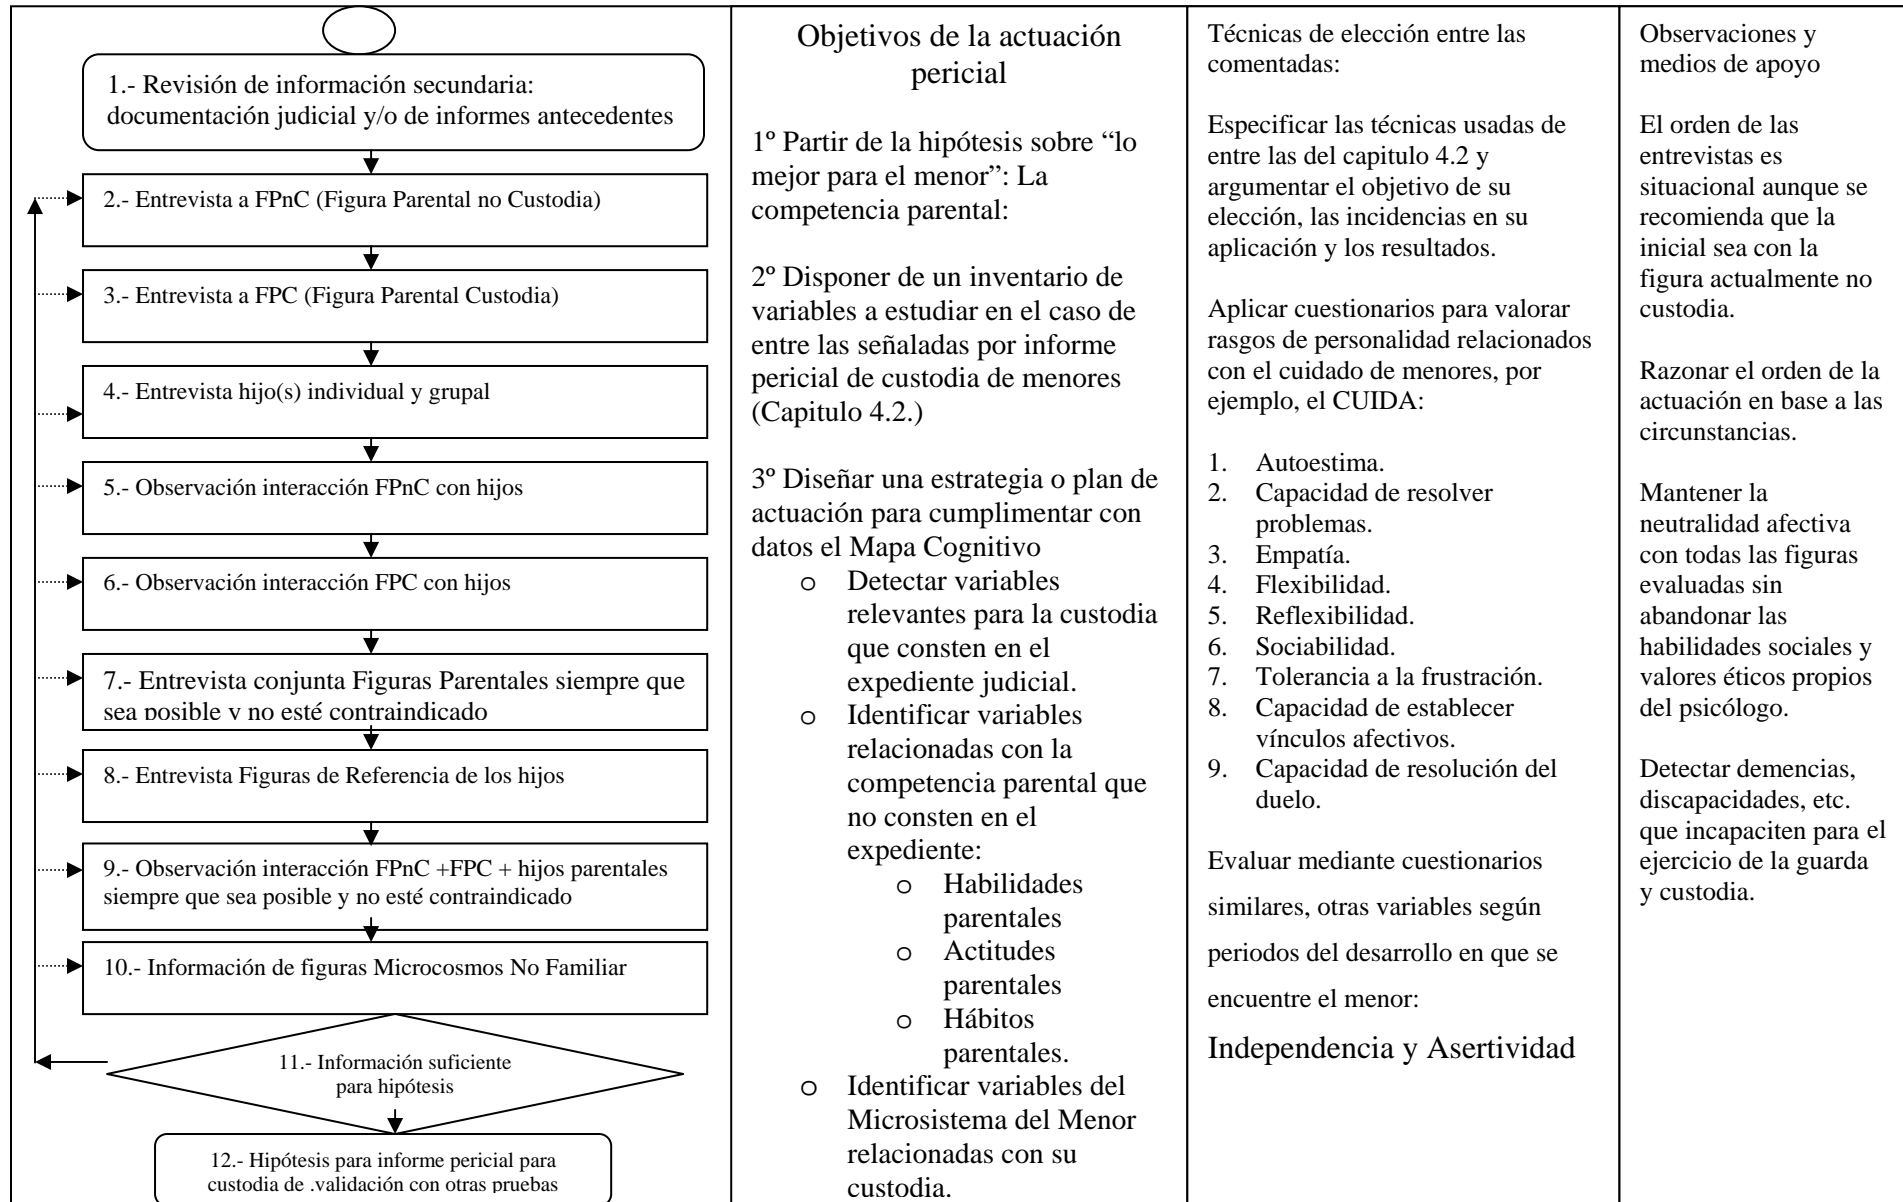 1.- Revisión de información secundaria:
documentación judicial y/o de informes antecedentes
2.- Entrevista a FPnC (Figura Parental no Custodia)
3.- Entrevista a FPC (Figura Parental Custodia)
4.- Entrevista hijo(s) individual y grupal
5.- Observación interacción FPnC con hijos
6.- Observación interacción FPC con hijos
7.- Entrevista conjunta Figuras Parentales siempre que
sea posible y no esté contraindicado
8.- Entrevista Figuras de Referencia de los hijos
9.- Observación interacción FPnC +FPC + hijos parentales
siempre que sea posible y no esté contraindicado
10.- Información de figuras Microcosmos No Familiar
11.- Información suficiente
para hipótesis
12.- Hipótesis para informe pericial para
custodia de .validación con otras pruebas
Objetivos de la actuación
pericial
1º Partir de la hipótesis sobre “lo
mejor para el menor”: La
competencia parental:
2º Disponer de un inventario de
variables a estudiar en el caso de
entre las señaladas por informe
pericial de custodia de menores
(Capitulo 4.2.)
3º Diseñar una estrategia o plan de
actuación para cumplimentar con
datos el Mapa Cognitivo
o Detectar variables
relevantes para la custodia
que consten en el
expediente judicial.
o Identificar variables
relacionadas con la
competencia parental que
no consten en el
expediente:
o Habilidades
parentales
o Actitudes
parentales
o Hábitos
parentales.
o Identificar variables del
Microsistema del Menor
relacionadas con su
custodia.
Técnicas de elección entre las
comentadas:
Especificar las técnicas usadas de
entre las del capitulo 4.2 y
argumentar el objetivo de su
elección, las incidencias en su
aplicación y los resultados.
Aplicar cuestionarios para valorar
rasgos de personalidad relacionados
con el cuidado de menores, por
ejemplo, el CUIDA:
1. Autoestima.
2. Capacidad de resolver
problemas.
3. Empatía.
4. Flexibilidad.
5. Reflexibilidad.
6. Sociabilidad.
7. Tolerancia a la frustración.
8. Capacidad de establecer
vínculos afectivos.
9. Capacidad de resolución del
duelo.
Evaluar mediante cuestionarios
similares, otras variables según
periodos del desarrollo en que se
encuentre el menor:
Independencia y Asertividad
Observaciones y
medios de apoyo
El orden de las
entrevistas es
situacional aunque se
recomienda que la
inicial sea con la
figura actualmente no
custodia.
Razonar el orden de la
actuación en base a las
circunstancias.
Mantener la
neutralidad afectiva
con todas las figuras
evaluadas sin
abandonar las
habilidades sociales y
valores éticos propios
del psicólogo.
Detectar demencias,
discapacidades, etc.
que incapaciten para el
ejercicio de la guarda
y custodia.